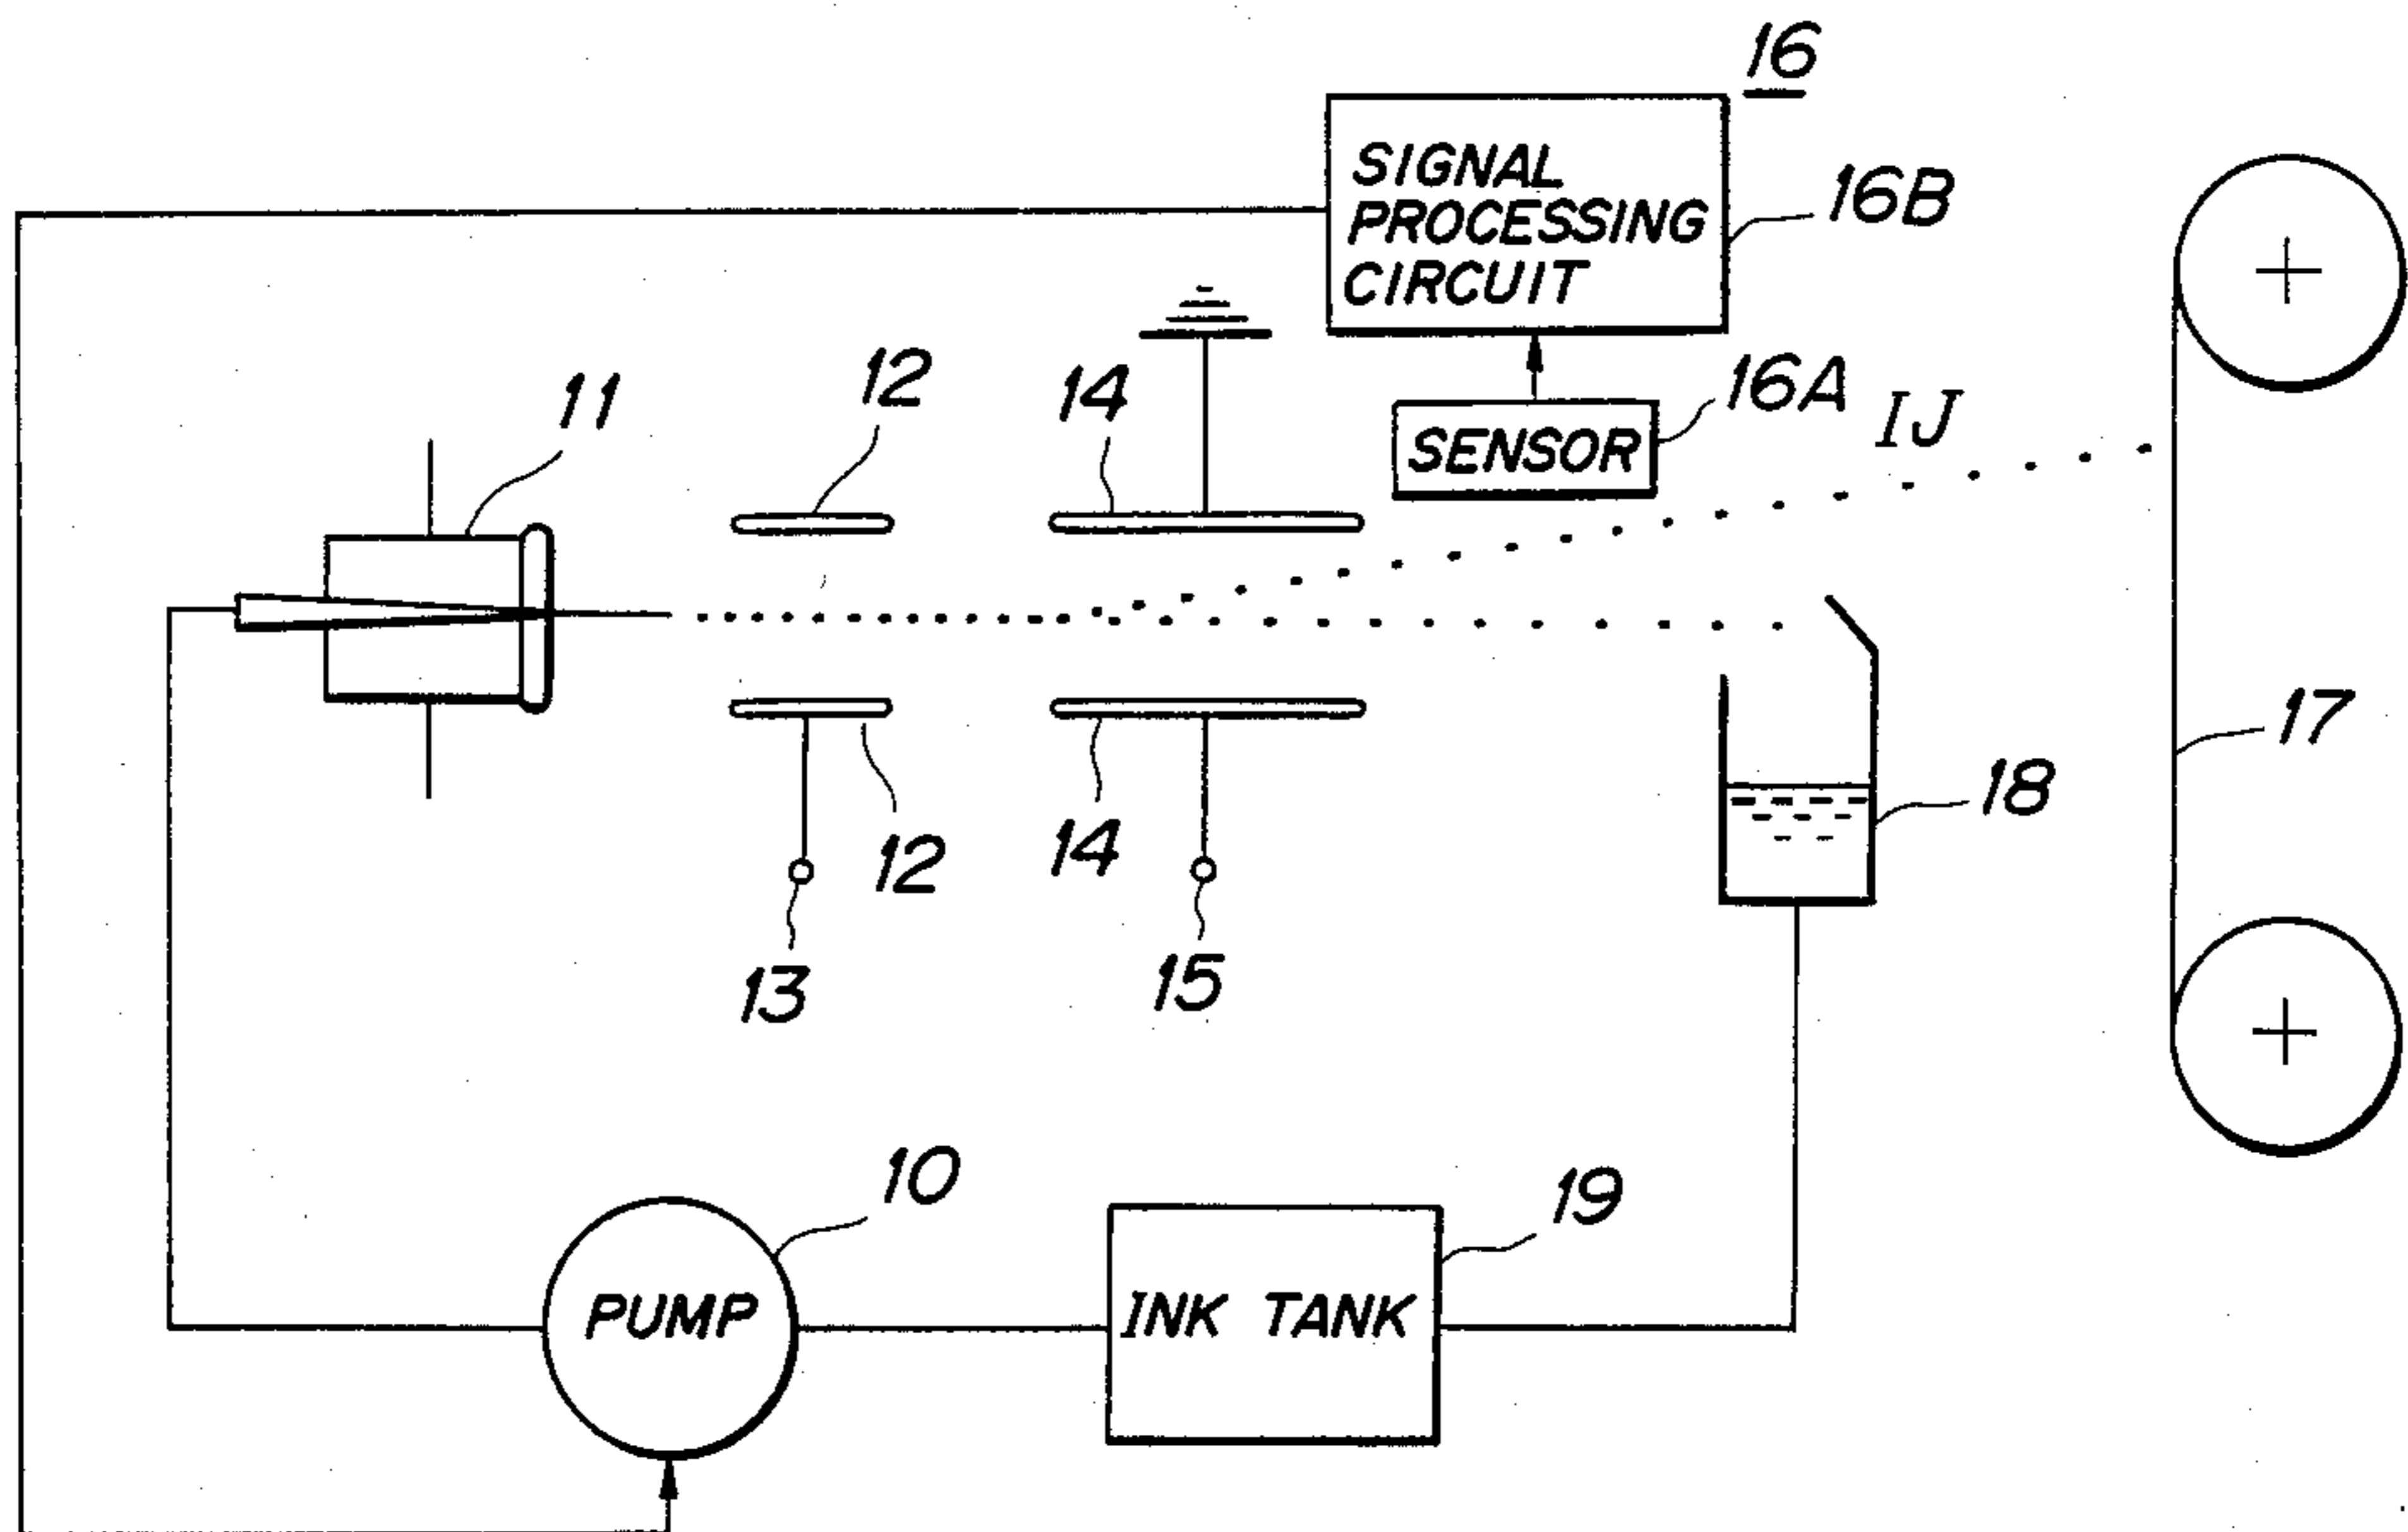 16
SIGNAL
PROCESSING
CIRCUIT
16B
12
14
16A
IJ
11
SENSOR
17
18
12
14
13
15
10
19
PUMP
INK TANK